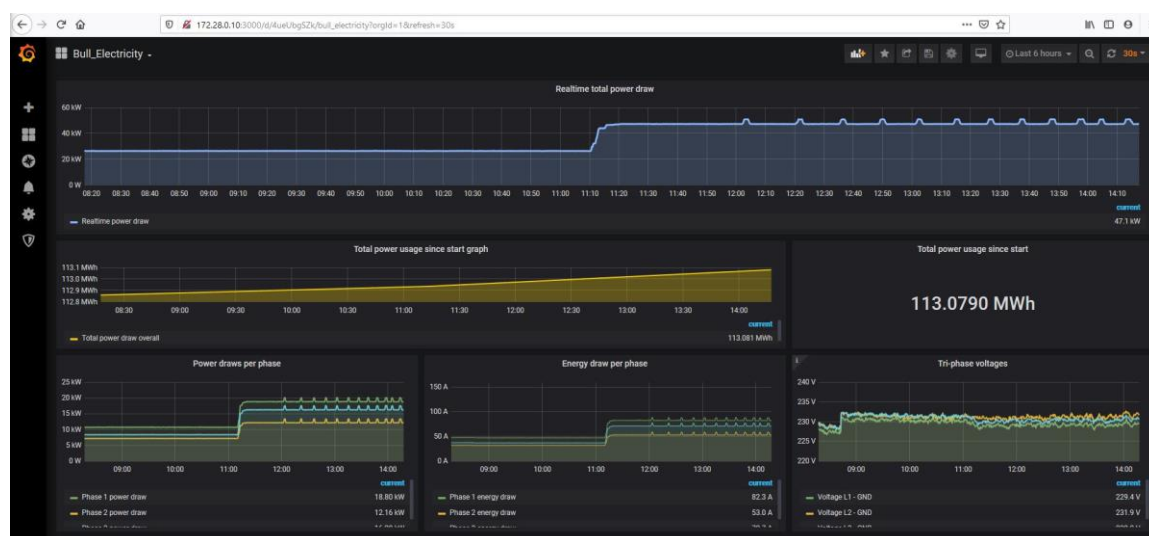 172.28.0.10:3000/d/4ueUbgSZk/bull_electricity?orgId=1&refresh=30s
Bull_Electricity
Last 6 hours
30s
Realtime total power draw
60 kW
40 kW
20 kW
0 W
08:20 08:30 08:40 08:50 09:00 09:10 09:20 09:30 09:40 09:50 10:00 10:10 10:20 10:30 10:40 10:50 11:00 11:10 11:20 11:30 11:40 11:50 12:00 12:10 12:20 12:30 12:40 12:50 13:00 13:10 13:20 13:30 13:40 13:50 14:00 14:10
current
Realtime power draw 47.1 kW
Total power usage since start graph
113.1 MWh
113.0 MWh
112.9 MWh
112.8 MWh
08:30 09:00 09:30 10:00 10:30 11:00 11:30 12:00 12:30 13:00 13:30 14:00
current
Total power draw overall 113.081 MWh
Total power usage since start
113.0790 MWh
Power draws per phase
25 kW
20 kW
15 kW
10 kW
5 kW
0 W
09:00 10:00 11:00 12:00 13:00 14:00
current
Phase 1 power draw 18.80 kW
Phase 2 power draw 12.16 kW
Energy draw per phase
150 A
100 A
50 A
0 A
09:00 10:00 11:00 12:00 13:00 14:00
current
Phase 1 energy draw 82.3 A
Phase 2 energy draw 53.0 A
Tri-phase voltages
240 V
235 V
230 V
225 V
220 V
09:00 10:00 11:00 12:00 13:00 14:00
current
Voltage L1 - GND 229.4 V
Voltage L2 - GND 231.9 V